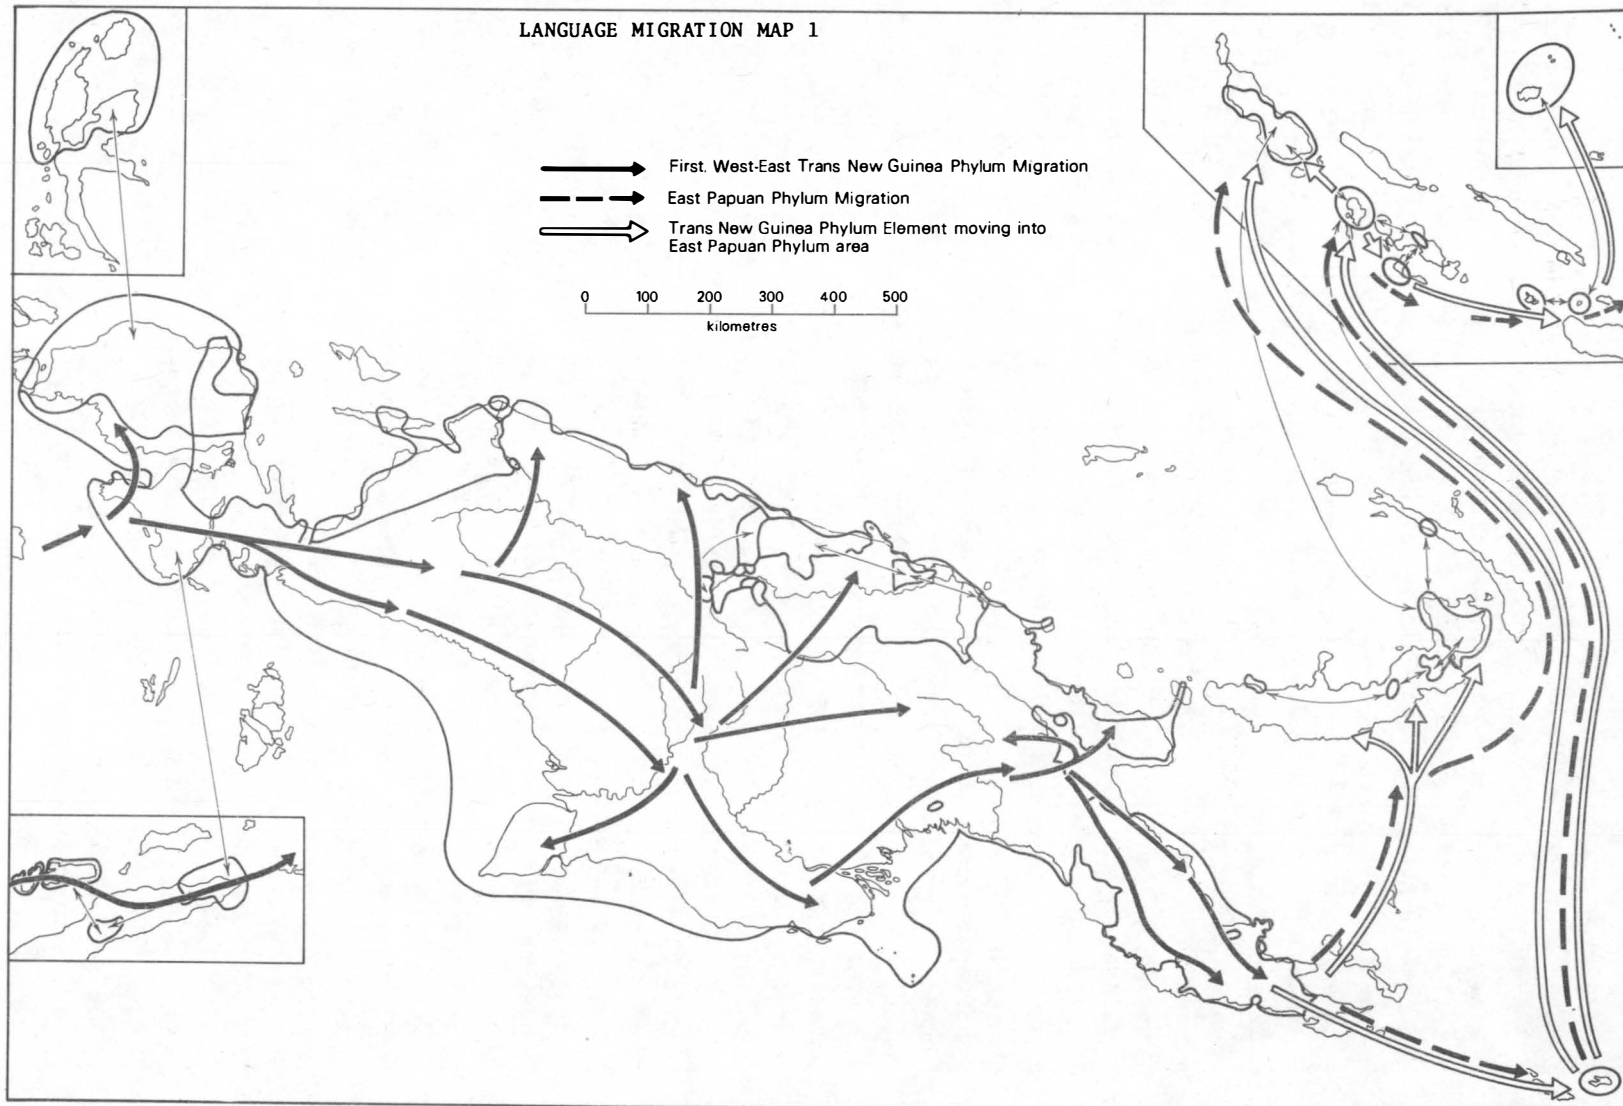 LANGUAGE MIGRATION MAP 1
First. West-East Trans New Guinea Phylum Migration
East Papuan Phylum Migration
Trans New Guinea Phylum Element moving into
East Papuan Phylum area
0 100 200 300 400 500
kilometres